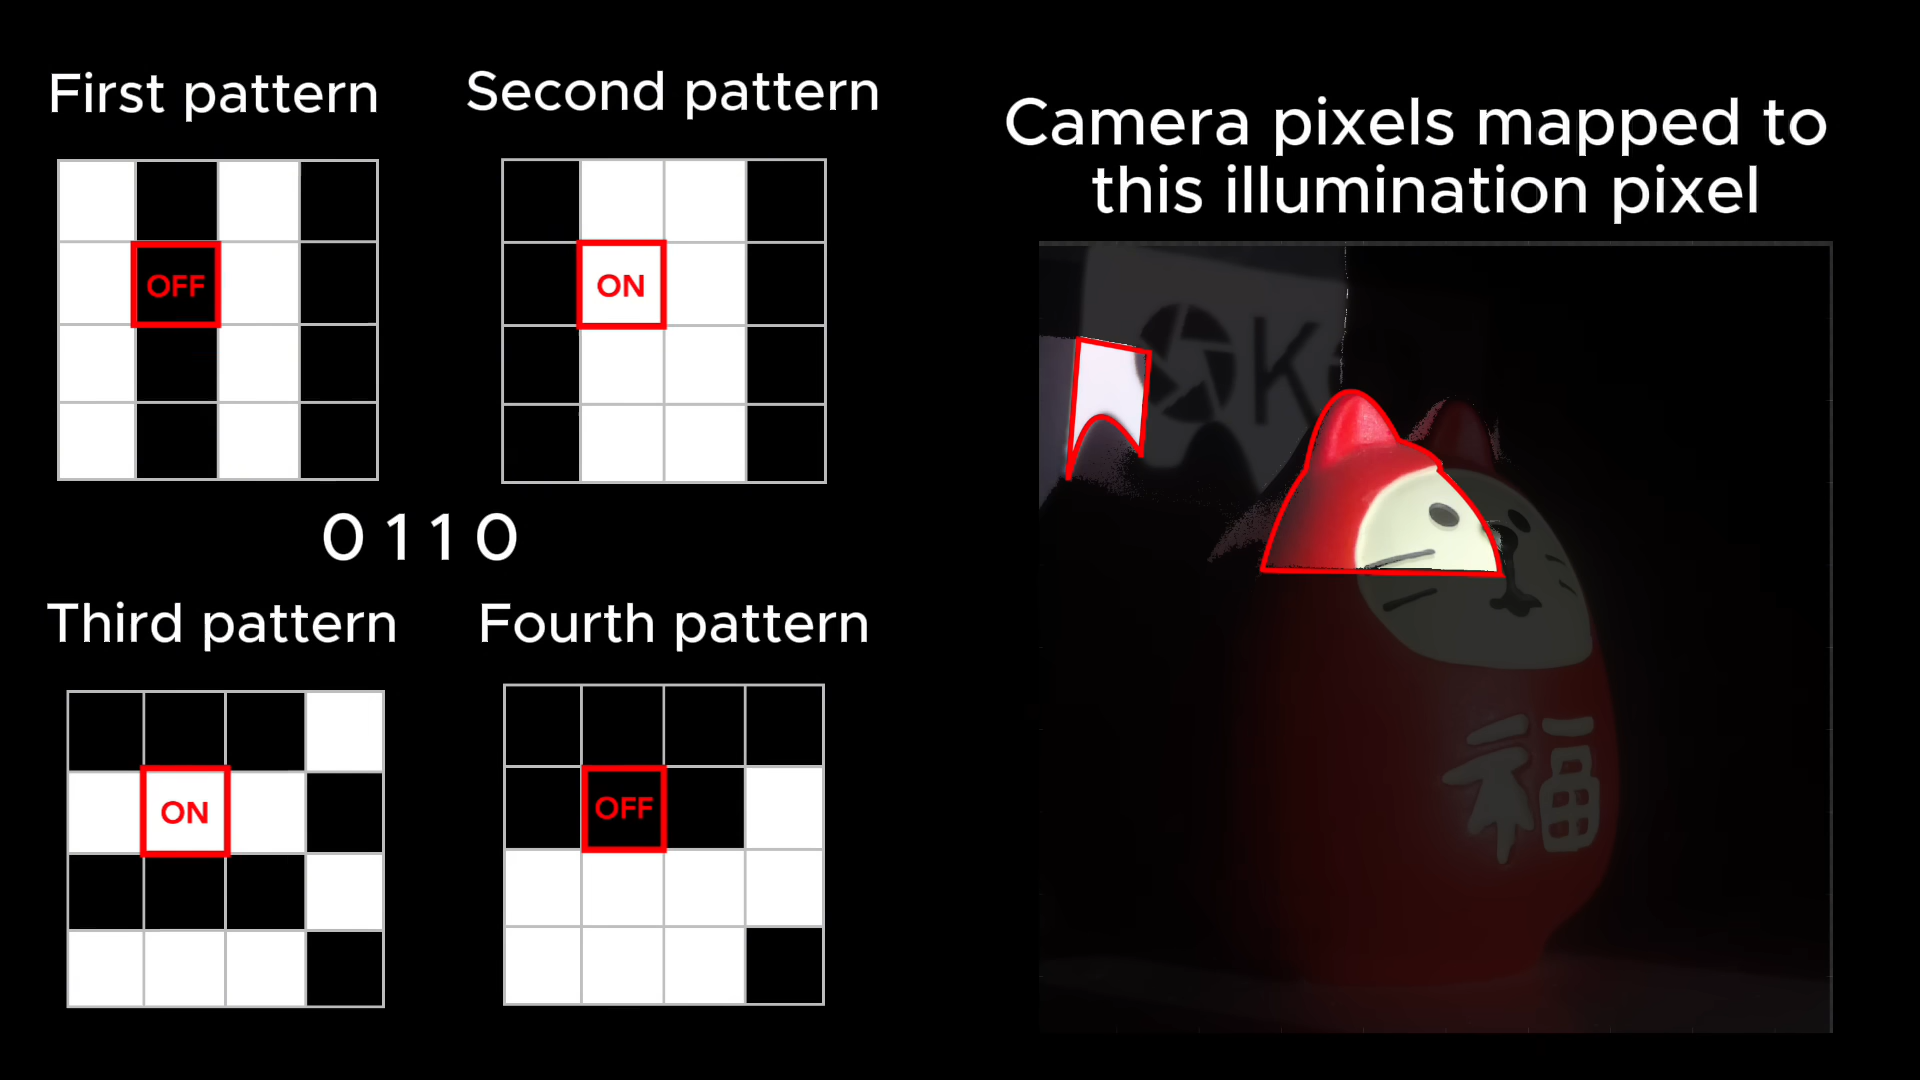 First pattern
Second pattern
Camera pixels mapped to
this illumination pixel
OFF
ON
0 1 1 0
Third pattern
Fourth pattern
ON
OFF
福